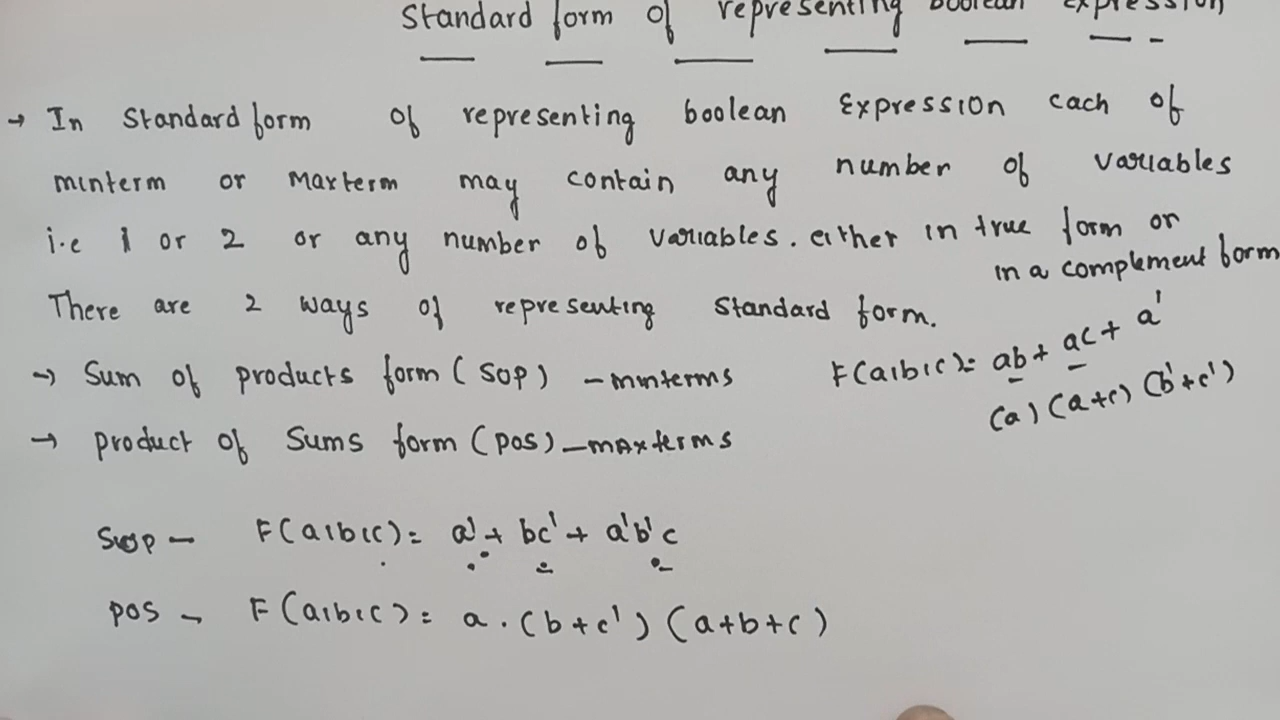 Standard form of representing boolean expression
→ In standard form of representing boolean Expression each of
minterm or maxterm may contain any number of variables
i.e 1 or 2 or any number of variables. either in true form or
in a complement form
There are 2 ways of representing standard form.
→ Sum of products form (SOP) - minterms
F(a,b,c)= ab + ac + a'
(a) (a+c) (b'+c')
→ product of Sums form (pos) - maxterms
SOP - F(a,b,c)= a' + bc' + a'b'c
pos - F(a,b,c)= a . (b+c') (a+b+c)